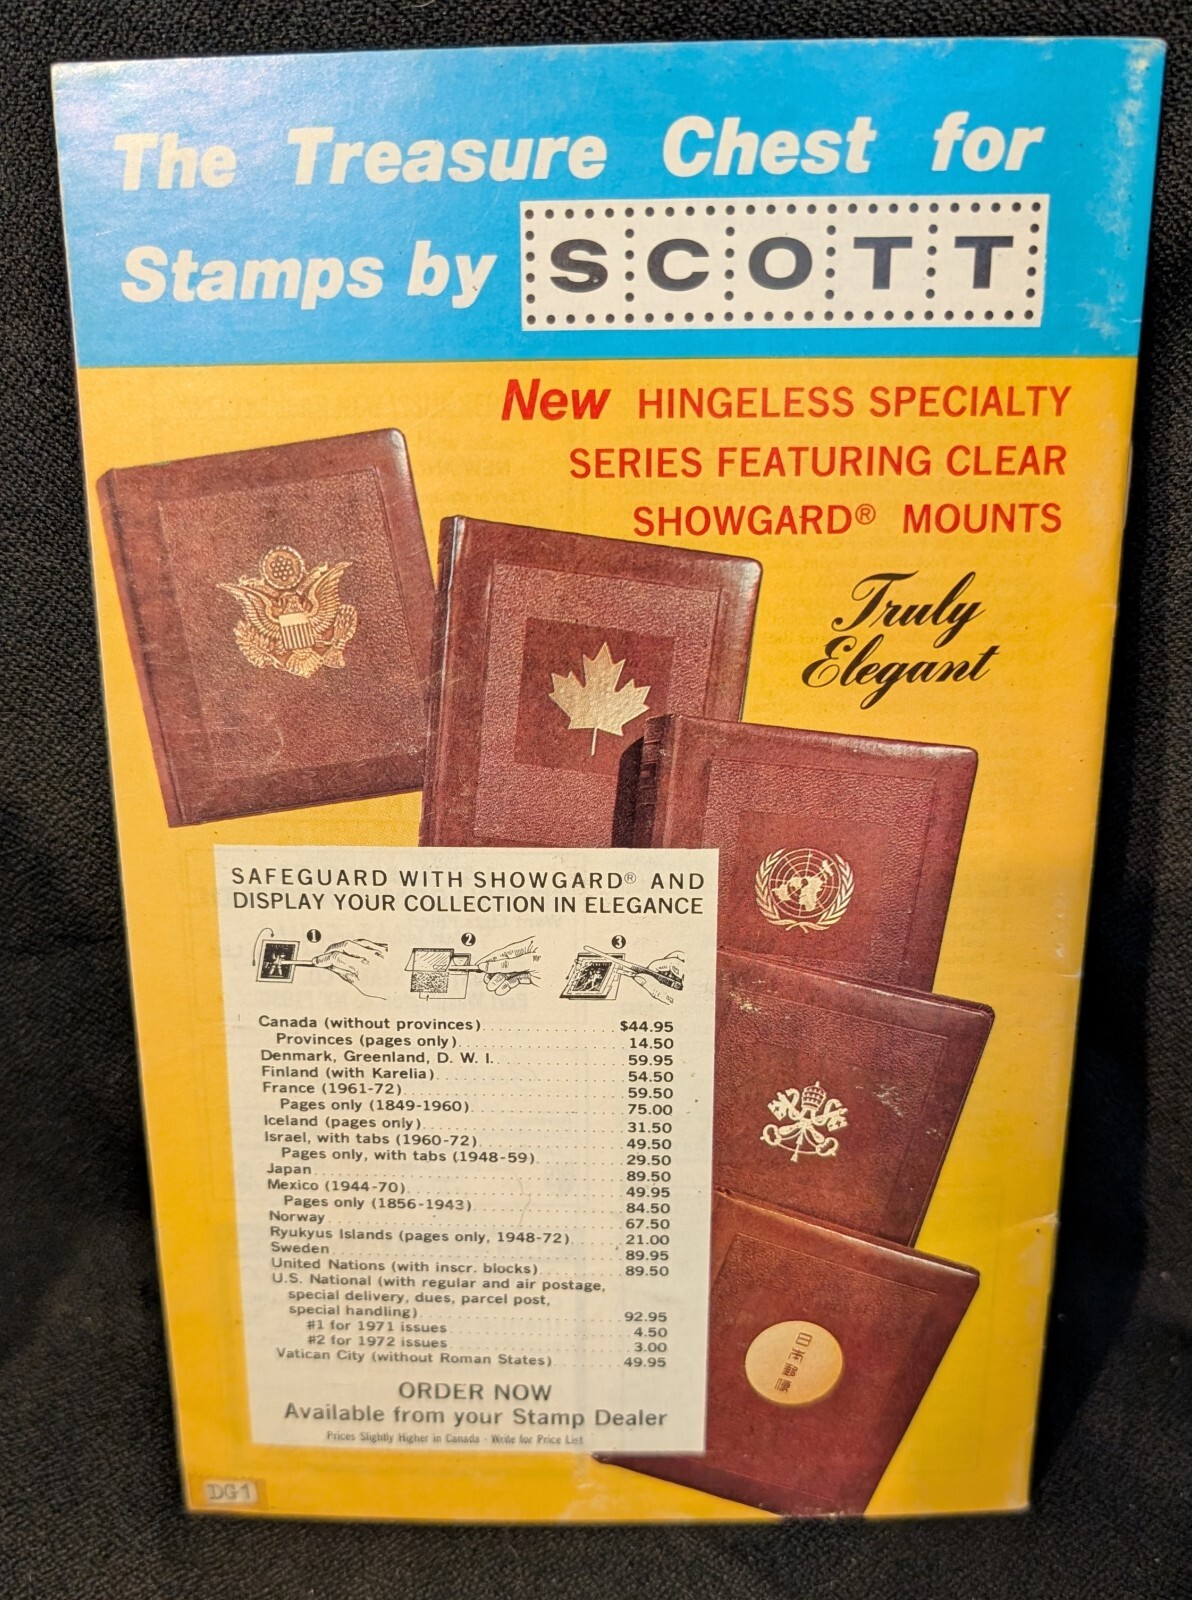 The Treasure Chest for
Stamps by SCOTT
New HINGELESS SPECIALTY
SERIES FEATURING CLEAR
SHOWGARD® MOUNTS
Truly
Elegant
SAFEGUARD WITH SHOWGARD® AND
DISPLAY YOUR COLLECTION IN ELEGANCE
1 2 3
Canada (without provinces) $44.95
Provinces (pages only) 14.50
Denmark, Greenland, D. W. I. 59.95
Finland (with Karelia) 54.50
France (1961-72) 59.50
Pages only (1849-1960) 75.00
Iceland (pages only) 31.50
Israel, with tabs (1960-72) 49.50
Pages only, with tabs (1948-59) 29.50
Japan 89.50
Mexico (1944-70) 49.95
Pages only (1856-1943) 84.50
Norway 67.50
Ryukyus Islands (pages only, 1948-72) 21.00
Sweden 89.95
United Nations (with inscr. blocks) 89.50
U.S. National (with regular and air postage,
special delivery, dues, parcel post,
special handling) 92.95
#1 for 1971 issues 4.50
#2 for 1972 issues 3.00
Vatican City (without Roman States) 49.95
ORDER NOW
Available from your Stamp Dealer
Prices Slightly Higher in Canada - Write for Price List
日本郵便
DG1